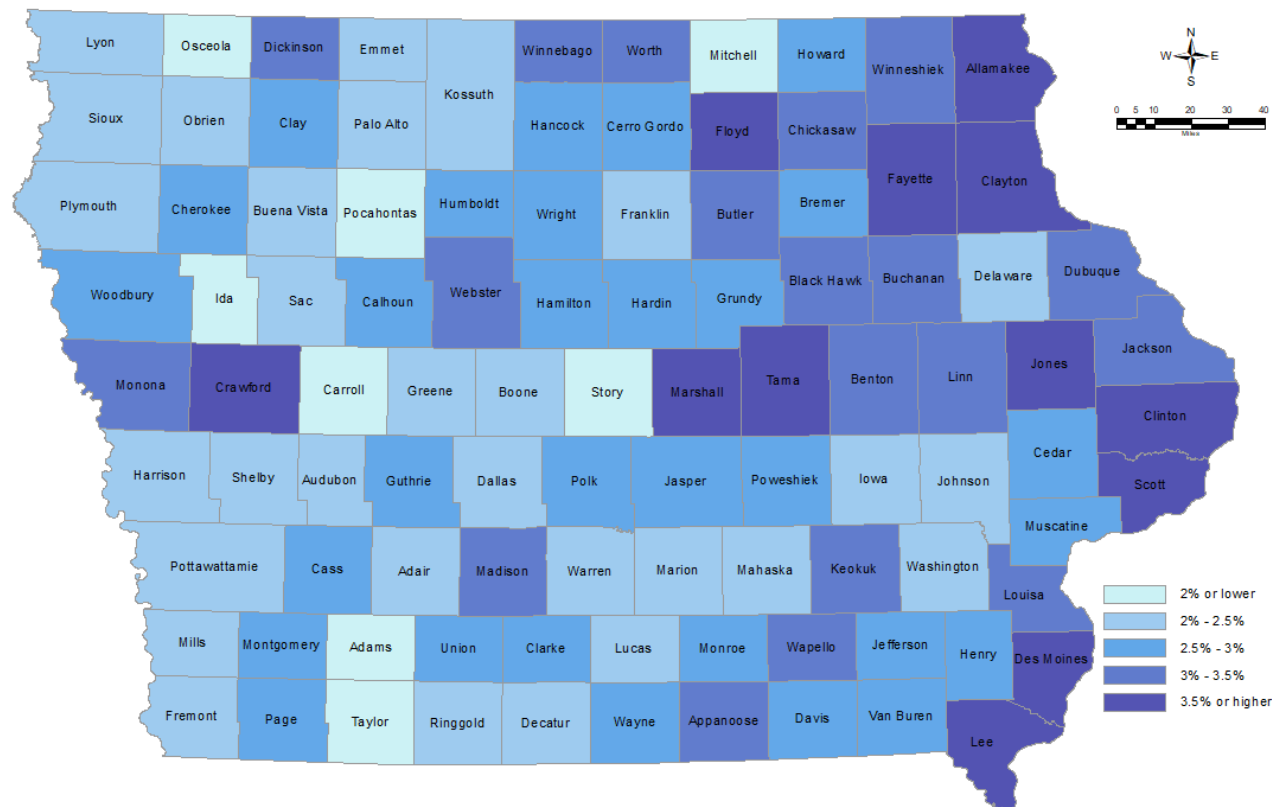 Lyon
Osceola
Dickinson
Emmet
Kossuth
Winnebago
Worth
Mitchell
Howard
Winneshiek
Allamakee
N
W E
S
0 5 10 20 30 40
Miles
Sioux
Obrien
Clay
Palo Alto
Hancock
Cerro Gordo
Floyd
Chickasaw
Fayette
Clayton
Plymouth
Cherokee
Buena Vista
Pocahontas
Humboldt
Wright
Franklin
Butler
Bremer
Woodbury
Ida
Sac
Calhoun
Webster
Hamilton
Hardin
Grundy
Black Hawk
Buchanan
Delaware
Dubuque
Monona
Crawford
Carroll
Greene
Boone
Story
Marshall
Tama
Benton
Linn
Jones
Jackson
Clinton
Harrison
Shelby
Audubon
Guthrie
Dallas
Polk
Jasper
Poweshiek
Iowa
Johnson
Cedar
Scott
Muscatine
Pottawattamie
Cass
Adair
Madison
Warren
Marion
Mahaska
Keokuk
Washington
Louisa
Mills
Montgomery
Adams
Union
Clarke
Lucas
Monroe
Wapello
Jefferson
Henry
Des Moines
Fremont
Page
Taylor
Ringgold
Decatur
Wayne
Appanoose
Davis
Van Buren
Lee
2% or lower
2% - 2.5%
2.5% - 3%
3% - 3.5%
3.5% or higher